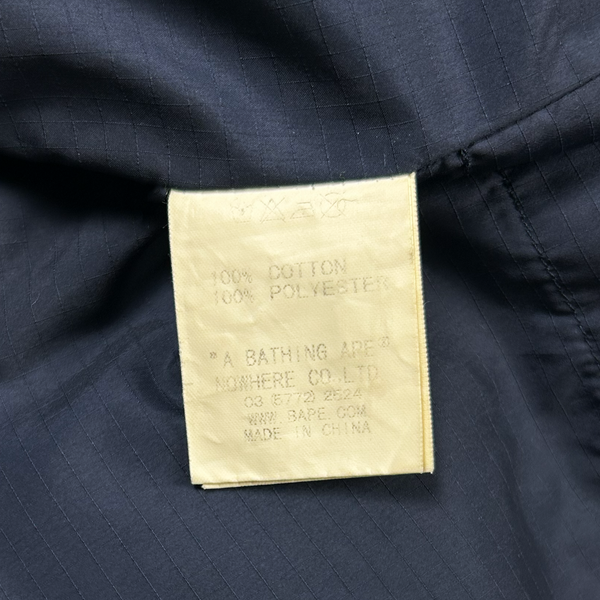 100% COTTON
100% POLYESTER
"A BATHING APE®
NOWHERE CO.,LTD
03 (5772) 2524
WWW.BAPE.COM
MADE IN CHINA